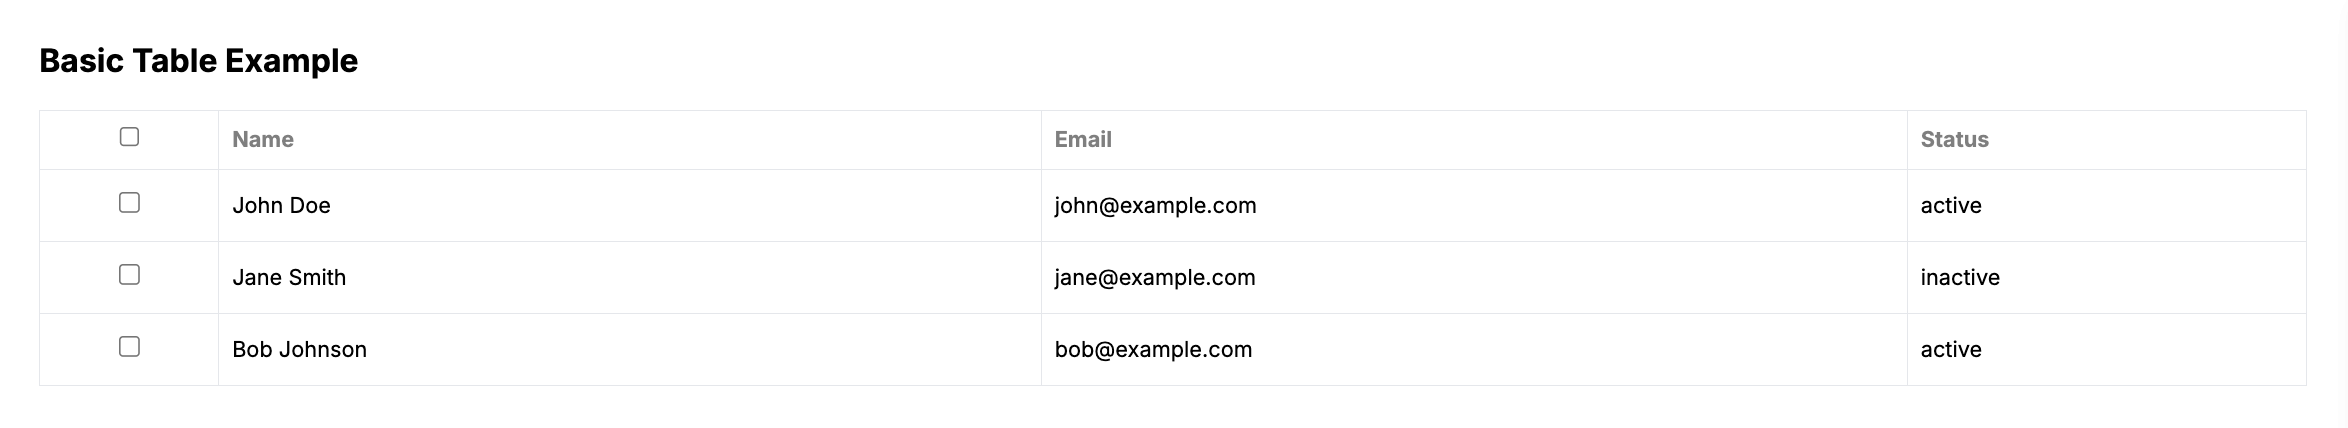 Basic Table Example
Name Email Status
John Doe john@example.com active
Jane Smith jane@example.com inactive
Bob Johnson bob@example.com active